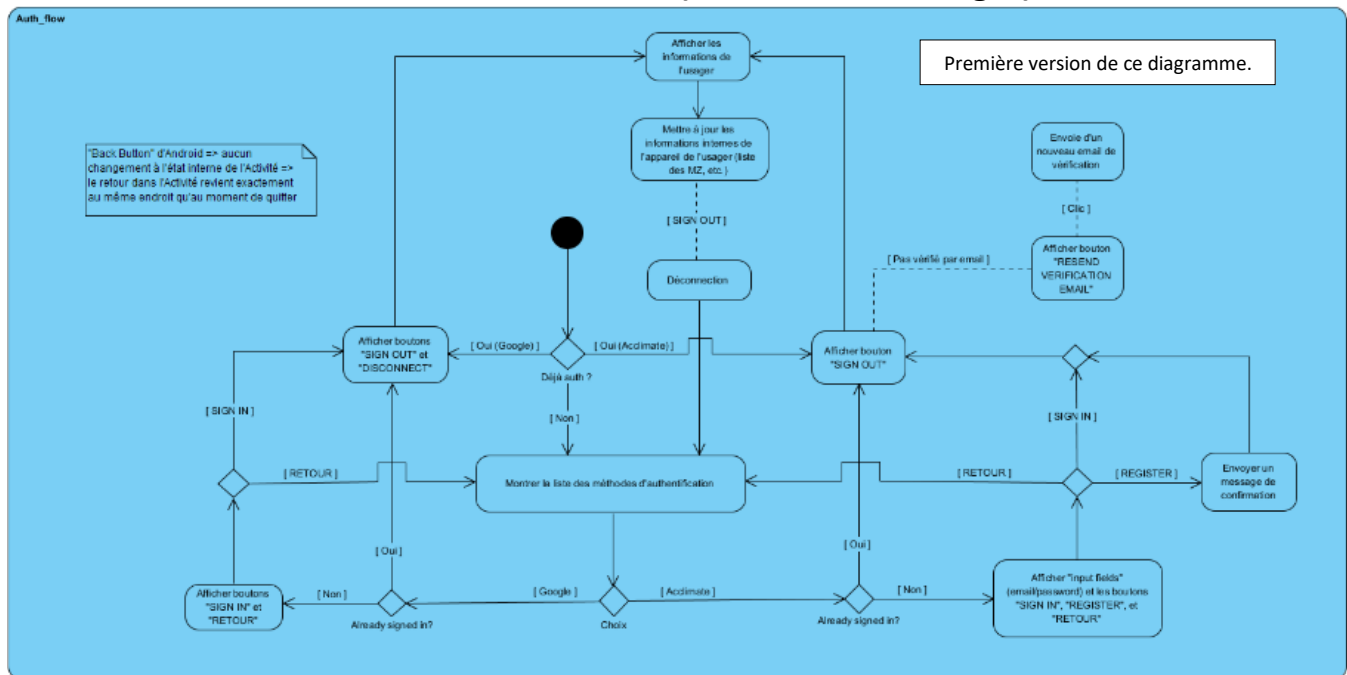 Auth_flow
Afficher les
informations de
l'usager
Première version de ce diagramme.
Mettre à jour les
informations internes de
l'appareil de l'usager (liste
des MZ, etc.)
Envoie d'un
nouveau email de
vérification
"Back Button" d'Android => aucun
changement à l'état interne de l'Activité =>
le retour dans l'Activité revient exactement
au même endroit qu'au moment de quitter
[ SIGN OUT ]
[ Clic ]
[ Pas vérifié par email ]
Afficher bouton
"RESEND
VERIFICATION
EMAIL"
Déconnection
Afficher boutons
"SIGN OUT" et
"DISCONNECT"
[ Oui (Google) ]
[ Oui (Acclimate) ]
Déjà auth ?
Afficher bouton
"SIGN OUT"
[ SIGN IN ]
[ Non ]
[ SIGN IN ]
[ RETOUR ]
Montrer la liste des méthodes d'authentification
[ RETOUR ]
[ REGISTER ]
Envoyer un
message de
confirmation
[ Oui ]
[ Oui ]
Afficher boutons
"SIGN IN" et
"RETOUR"
[ Non ]
Already signed in?
[ Google ]
Choix
[ Acclimate ]
Already signed in?
[ Non ]
Afficher "input fields"
(email/password) et les boutons
"SIGN IN", "REGISTER", et
"RETOUR"